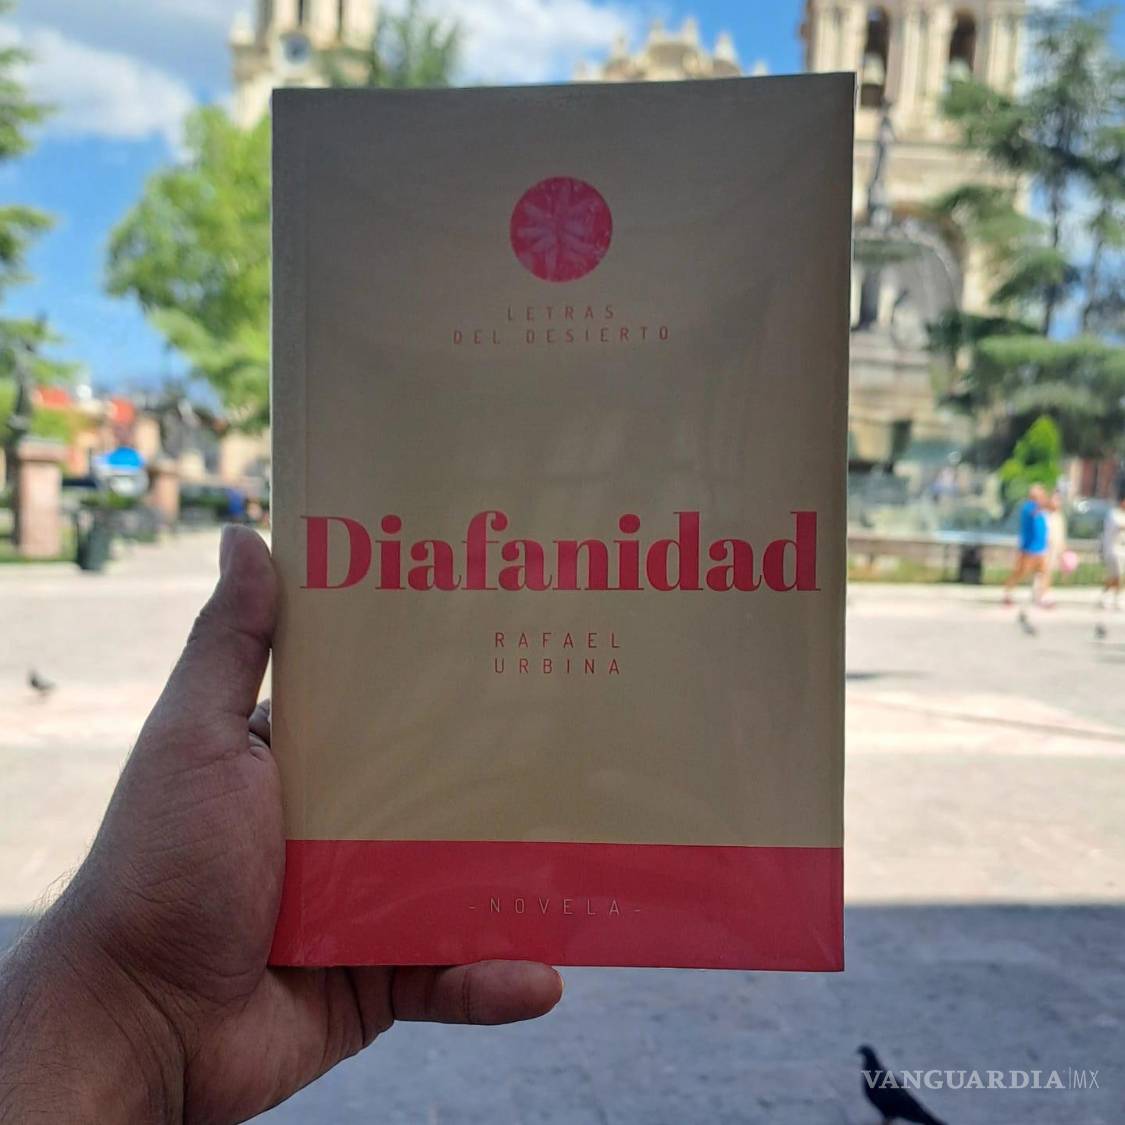 LETRAS
DEL DESIERTO
Diafanidad
RAFAEL
URBINA
-NOVELA-
VANGUARDIA|MX